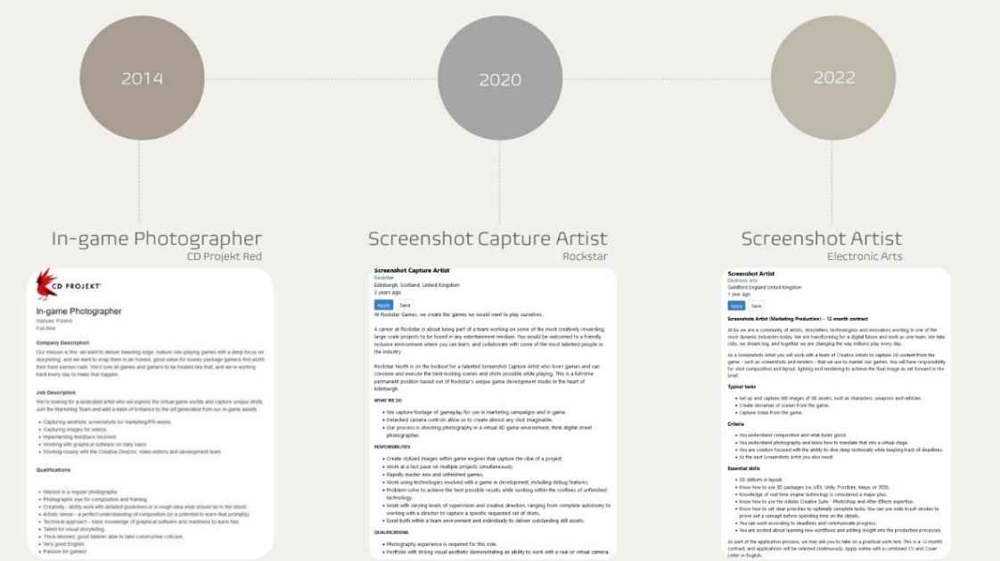 2014
2020
2022
In-game Photographer
CD Projekt Red
Screenshot Capture Artist
Rockstar
Screenshot Artist
Electronic Arts
CD PROJEKT
In-game Photographer
Warsaw, Poland
Full-time
Company Description
Our mission is this: we want to deliver bleeding edge, mature role-playing games with a deep focus on
storytelling, and we want to wrap them in an honest, good value for money package gamers find worth
their hard earned cash. We'd love all games and gamers to be treated like that, and we're working
hard every day to make that happen.
Job Description
We're looking for a dedicated artist who will explore the virtual game worlds and capture unique shots.
Join the Marketing Team and add a dash of brilliance to the art generated from our in-game assets.
• Capturing aesthetic screenshots for marketing/PR needs
• Capturing images for videos
• Implementing feedback received
• Working with graphical software on daily basis
• Working closely with the Creative Director, video editors and development team
Qualifications
• Interest in a regular photography
• Photographic eye for composition and framing
• Creativity - ability work with detailed guidelines or a rough idea what should be in the shoot
• Artistic sense - a perfect understanding of composition (or a potential to learn that promptly)
• Technical approach - basic knowledge of graphical software and readiness to learn fast
• Talent for visual storytelling
• Thick-skinned, good listener able to take constructive criticism
• Very good English
• Passion for games!
Screenshot Capture Artist
Rockstar
Edinburgh, Scotland, United Kingdom
3 years ago
Apply Save
At Rockstar Games, we create the games we would want to play ourselves.
A career at Rockstar is about being part of a team working on some of the most creatively rewarding,
large-scale projects to be found in any entertainment medium. You would be welcomed to a friendly,
inclusive environment where you can learn, and collaborate with some of the most talented people in
the industry.
Rockstar North is on the lookout for a talented Screenshot Capture Artist who loves games and can
conceive and execute the best-looking scenes and shots possible while playing. This is a full-time
permanent position based out of Rockstar's unique game development studio in the heart of
Edinburgh.
WHAT WE DO
• We capture footage of gameplay for use in marketing campaigns and in game.
• Detached camera controls allow us to create almost any shot imaginable.
• Our process is shooting photography in a virtual 3D game environment, think digital street
photographer.
RESPONSIBILITIES
• Create stylized images within game engines that capture the vibe of a project.
• Work at a fast pace on multiple projects simultaneously.
• Rapidly master new and unfinished games.
• Work using technologies involved with a game in development, including debug features.
• Problem-solve to achieve the best possible results while working within the confines of unfinished
technology.
• Work with varying levels of supervision and creative direction, ranging from complete autonomy to
working with a director to capture a specific requested set of shots.
• Excel both within a team environment and individually to deliver outstanding still assets.
QUALIFICATIONS
• Photography experience is required for this role.
• Portfolio with strong visual aesthetic demonstrating an ability to work with a real or virtual camera.
Screenshot Artist
Electronic Arts
Guildford England United Kingdom
1 year ago
Apply Save
Screenshots Artist (Marketing Production) – 12 month contract
At EA we are a community of artists, storytellers, technologists and innovators working in one of the
most dynamic industries today. We are transforming for a digital future and work as one team. We take
risks, we dream big, and together we are changing the way millions play every day.
As a Screenshots Artist you will work with a team of Creative Artists to capture 2D content from the
game - such as screenshots and renders - that we use to market our games. You will have responsibility
for shot composition and layout, lighting and rendering to achieve the final image as set forward in the
brief.
Typical tasks
• Set up and capture still images of 3D assets, such as characters, weapons and vehicles.
• Create dioramas of scenes from the game.
• Capture vistas from the game.
Criteria
• You understand composition and what looks good.
• You understand photography and know how to translate that into a virtual stage.
• You are solution focused with the ability to dive deep technically while keeping track of deadlines.
• As the next Screenshots Artist you also need:
Essential skills
• 3D skillsets in layout.
• Know how to use 3D packages (i.e. UE4, Unity, Frostbite, Maya, or 3DS).
• Knowledge of real-time engine technology is considered a major plus.
• Know how to use the Adobe Creative Suite - Photoshop and After Effects expertise.
• Know how to set clear priorities to optimally complete tasks. You can use wide brush strokes to
prove out a concept before spending time on the details.
• You can work according to deadlines and communicate progress.
• You are excited about learning new workflows and adding insight into the production processes.
As part of the application process, we may ask you to take on a practical work test. This is a 12-month
contract, and applications will be selected continuously. Apply online with a combined CV and Cover
Letter in English.